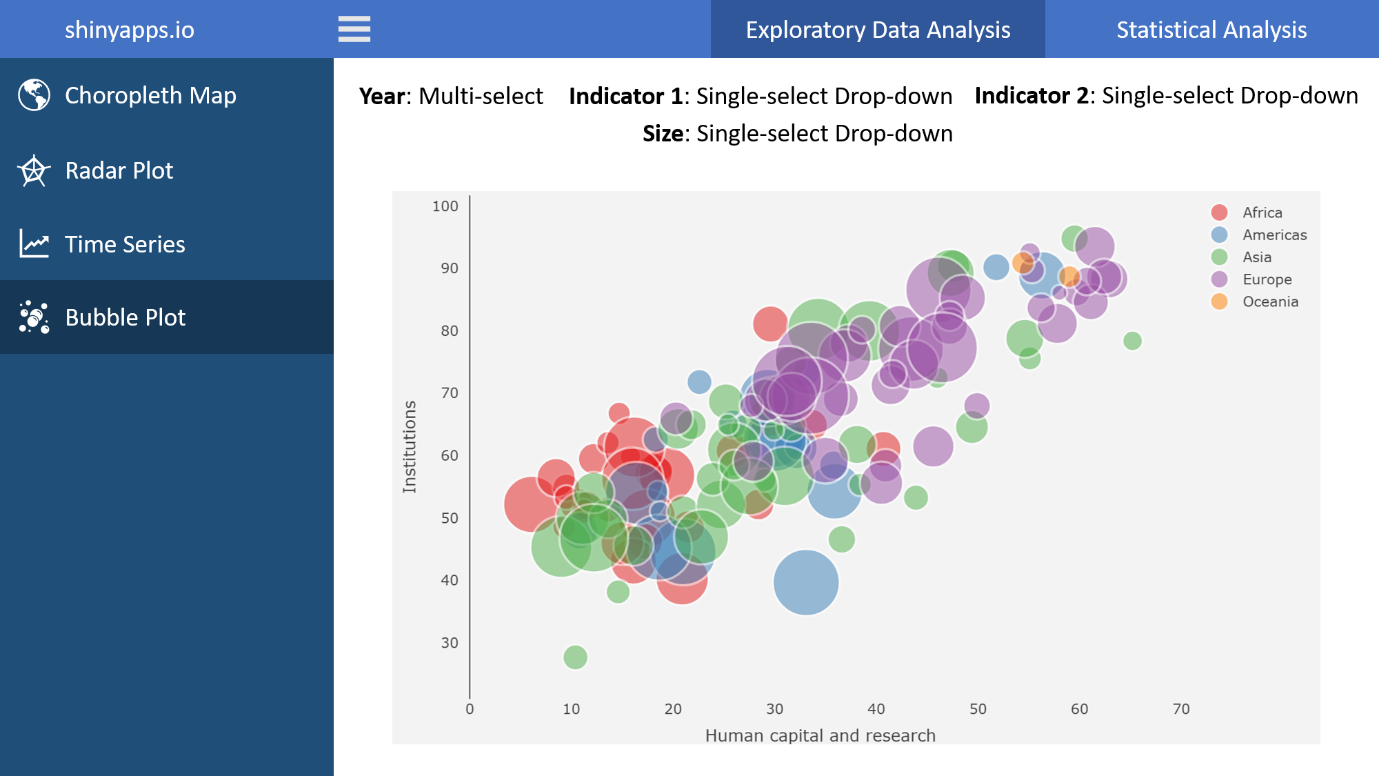 shinyapps.io
Exploratory Data Analysis
Statistical Analysis
Choropleth Map
Radar Plot
Time Series
Bubble Plot
Year: Multi-select Indicator 1: Single-select Drop-down Indicator 2: Single-select Drop-down
Size: Single-select Drop-down
100
90
80
70
60
50
40
30
Institutions
0 10 20 30 40 50 60 70
Human capital and research
Africa
Americas
Asia
Europe
Oceania